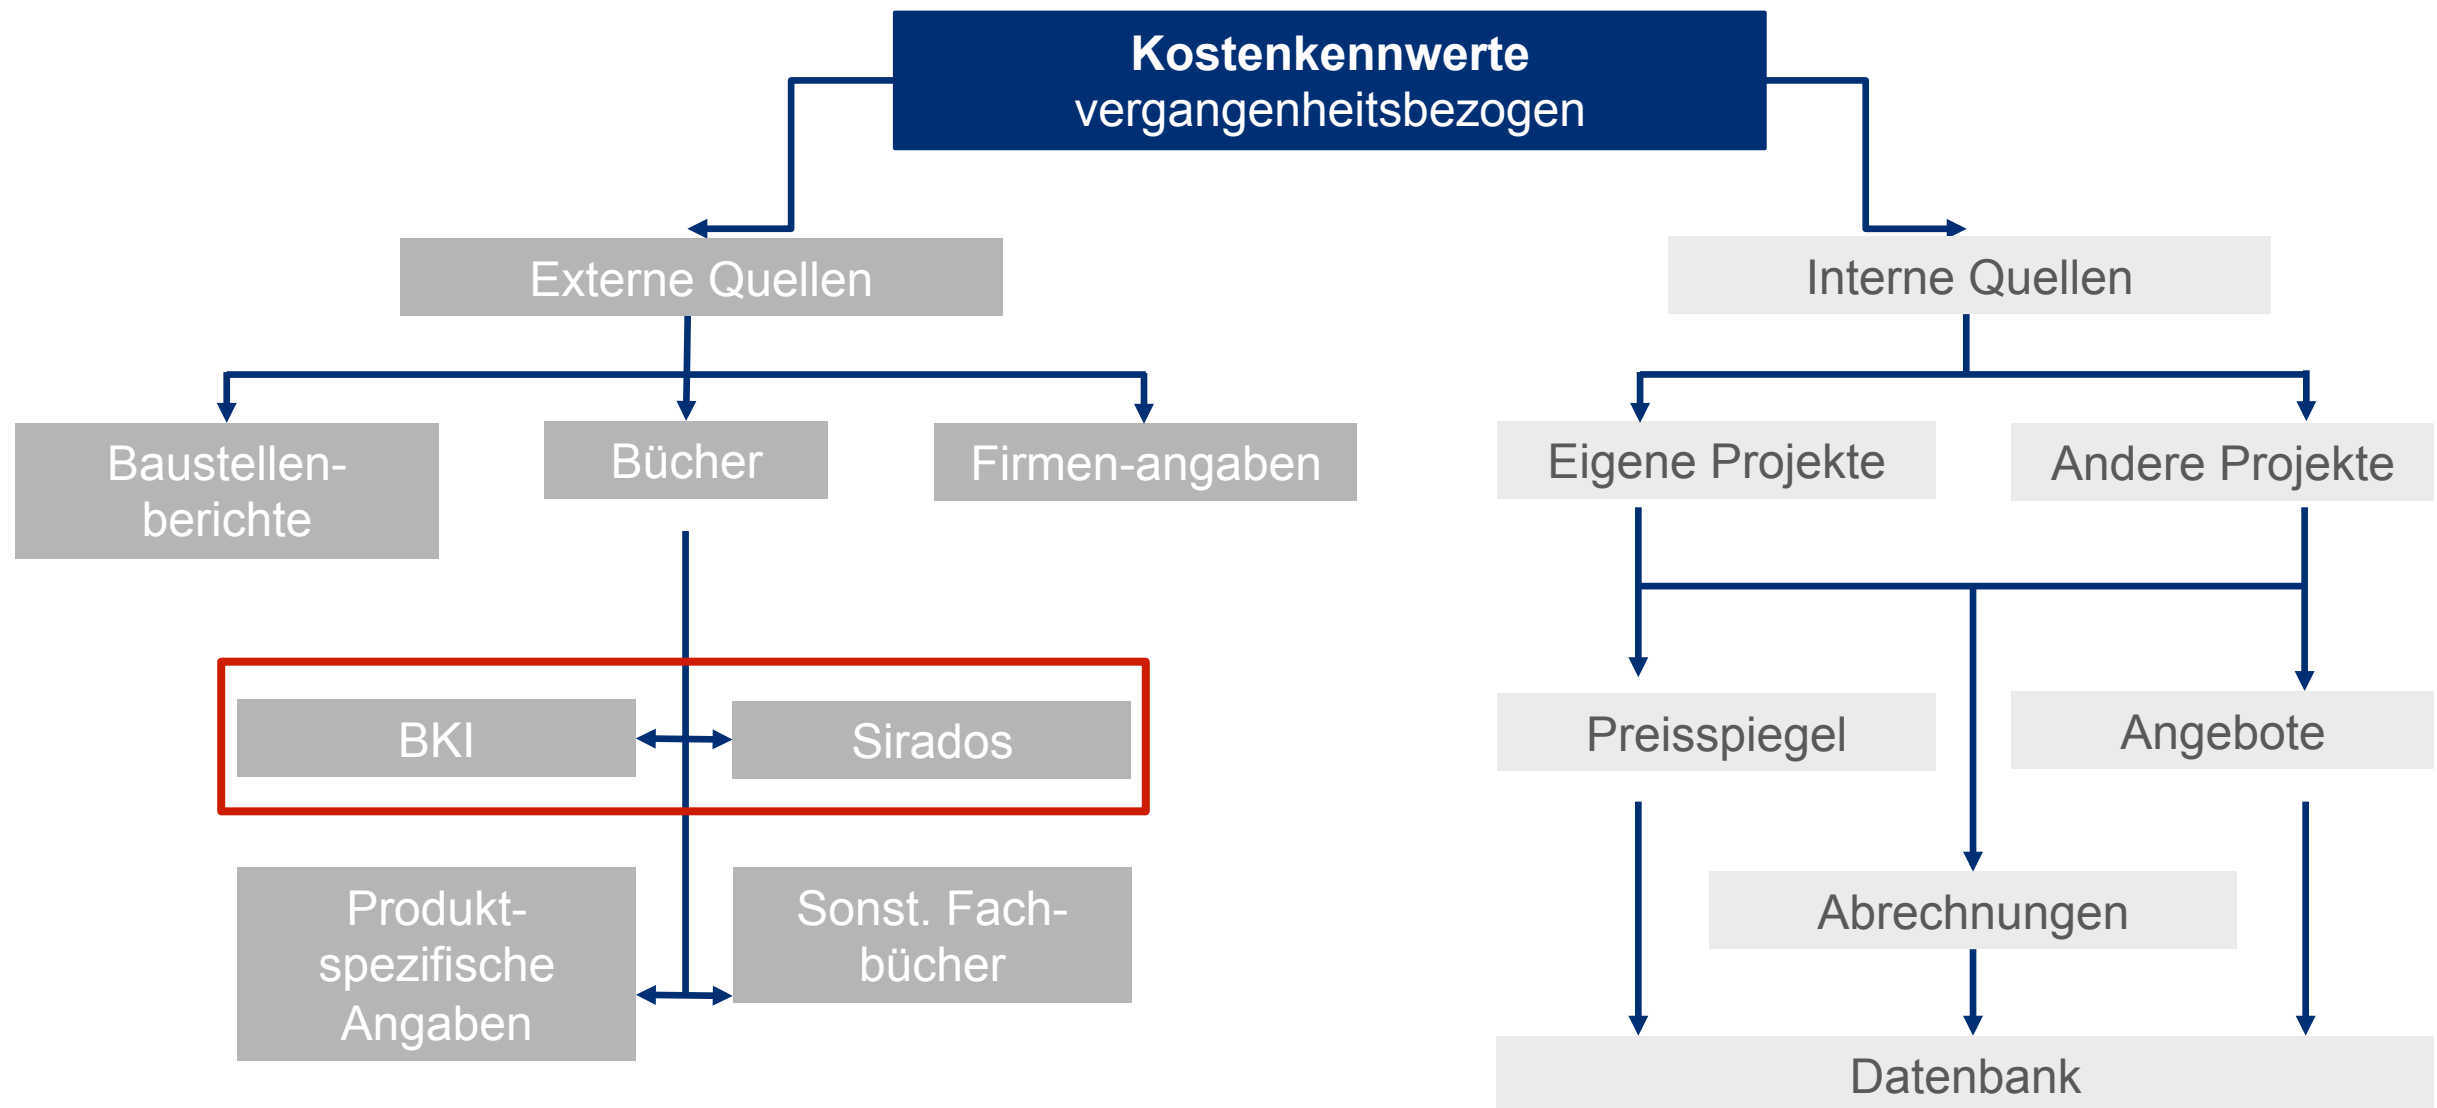 Kostenkennwerte
vergangenheitsbezogen
Externe Quellen
Interne Quellen
Baustellen-
berichte
Bücher
Firmen-angaben
Eigene Projekte
Andere Projekte
BKI
Sirados
Preisspiegel
Angebote
Produkt-
spezifische
Angaben
Sonst. Fach-
bücher
Abrechnungen
Datenbank